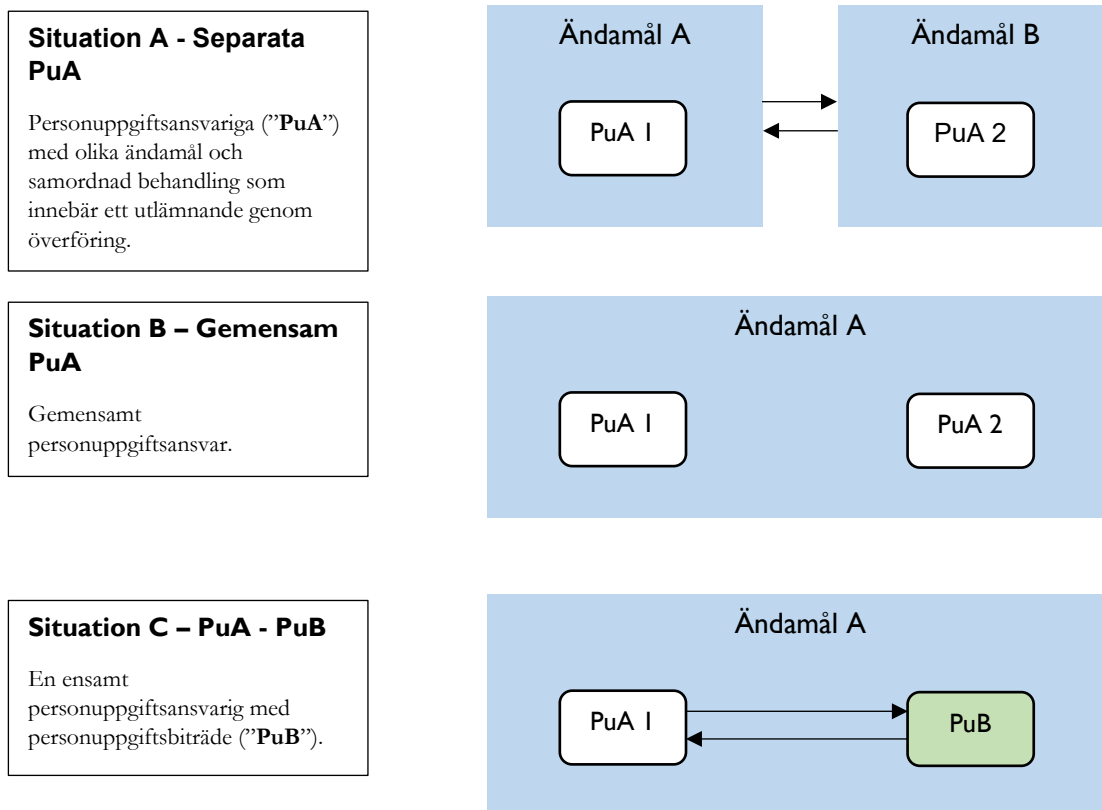 Situation A - Separata
PuA
Personuppgiftsansvariga (”PuA”)
med olika ändamål och
samordnad behandling som
innebär ett utlämnande genom
överföring.
Ändamål A
PuA 1
Ändamål B
PuA 2
Situation B – Gemensam
PuA
Gemensamt
personuppgiftsansvar.
Ändamål A
PuA 1
PuA 2
Situation C – PuA - PuB
En ensamt
personuppgiftsansvarig med
personuppgiftsbiträde (”PuB”).
Ändamål A
PuA 1
PuB